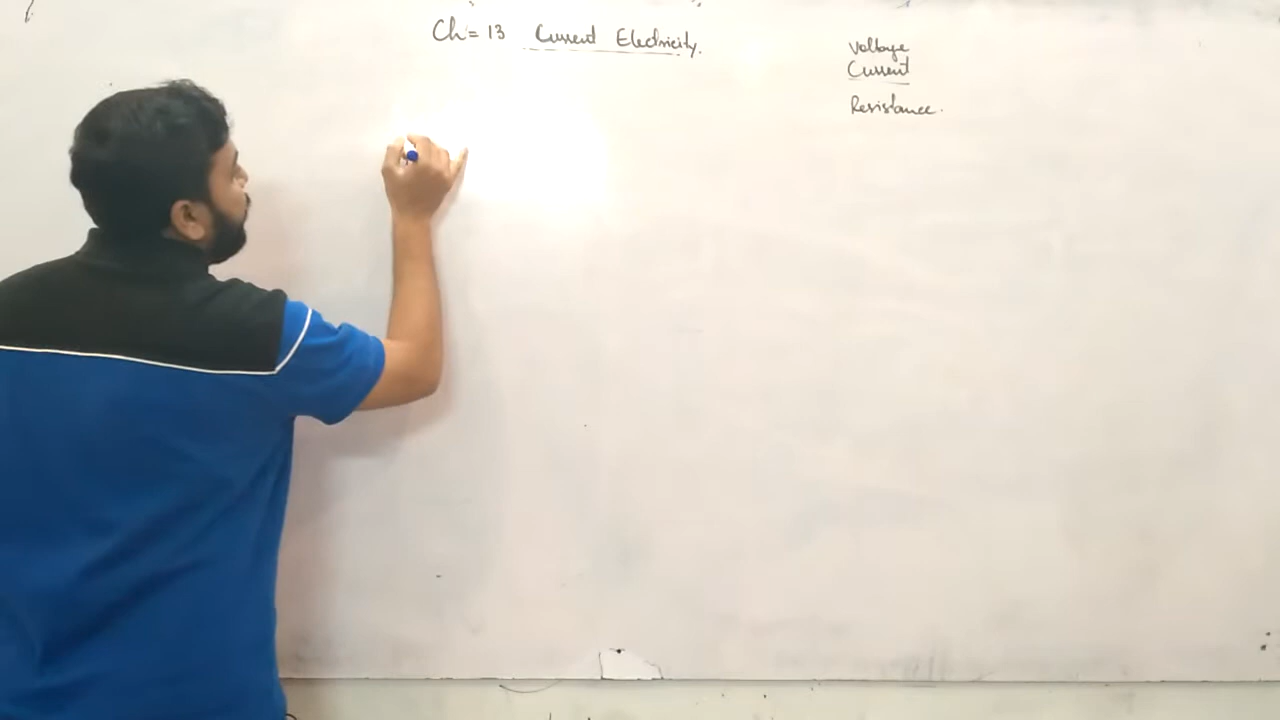 Ch = 13 Current Electricity.
Voltage
Current
Resistance.